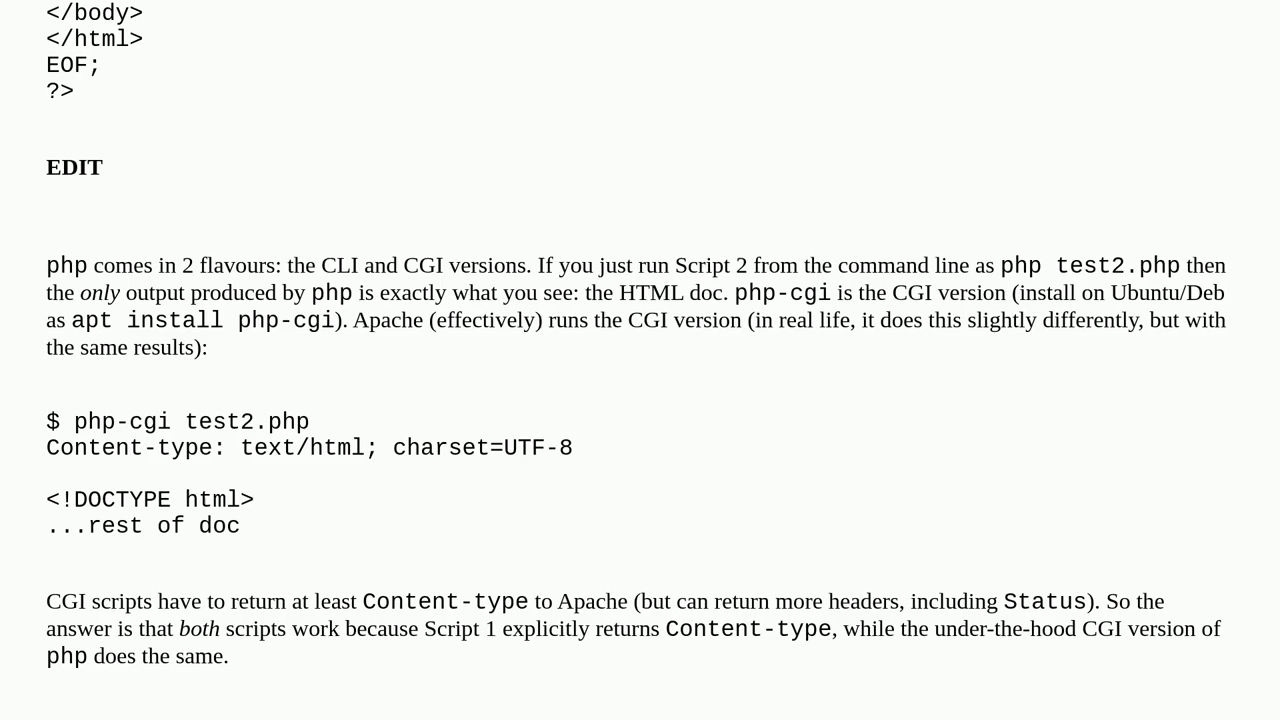 </body>
</html>
EOF;
?>
EDIT
php comes in 2 flavours: the CLI and CGI versions. If you just run Script 2 from the command line as php test2.php then
the only output produced by php is exactly what you see: the HTML doc. php-cgi is the CGI version (install on Ubuntu/Deb
as apt install php-cgi). Apache (effectively) runs the CGI version (in real life, it does this slightly differently, but with
the same results):
$ php-cgi test2.php
Content-type: text/html; charset=UTF-8
<!DOCTYPE html>
...rest of doc
CGI scripts have to return at least Content-type to Apache (but can return more headers, including Status). So the
answer is that both scripts work because Script 1 explicitly returns Content-type, while the under-the-hood CGI version of
php does the same.